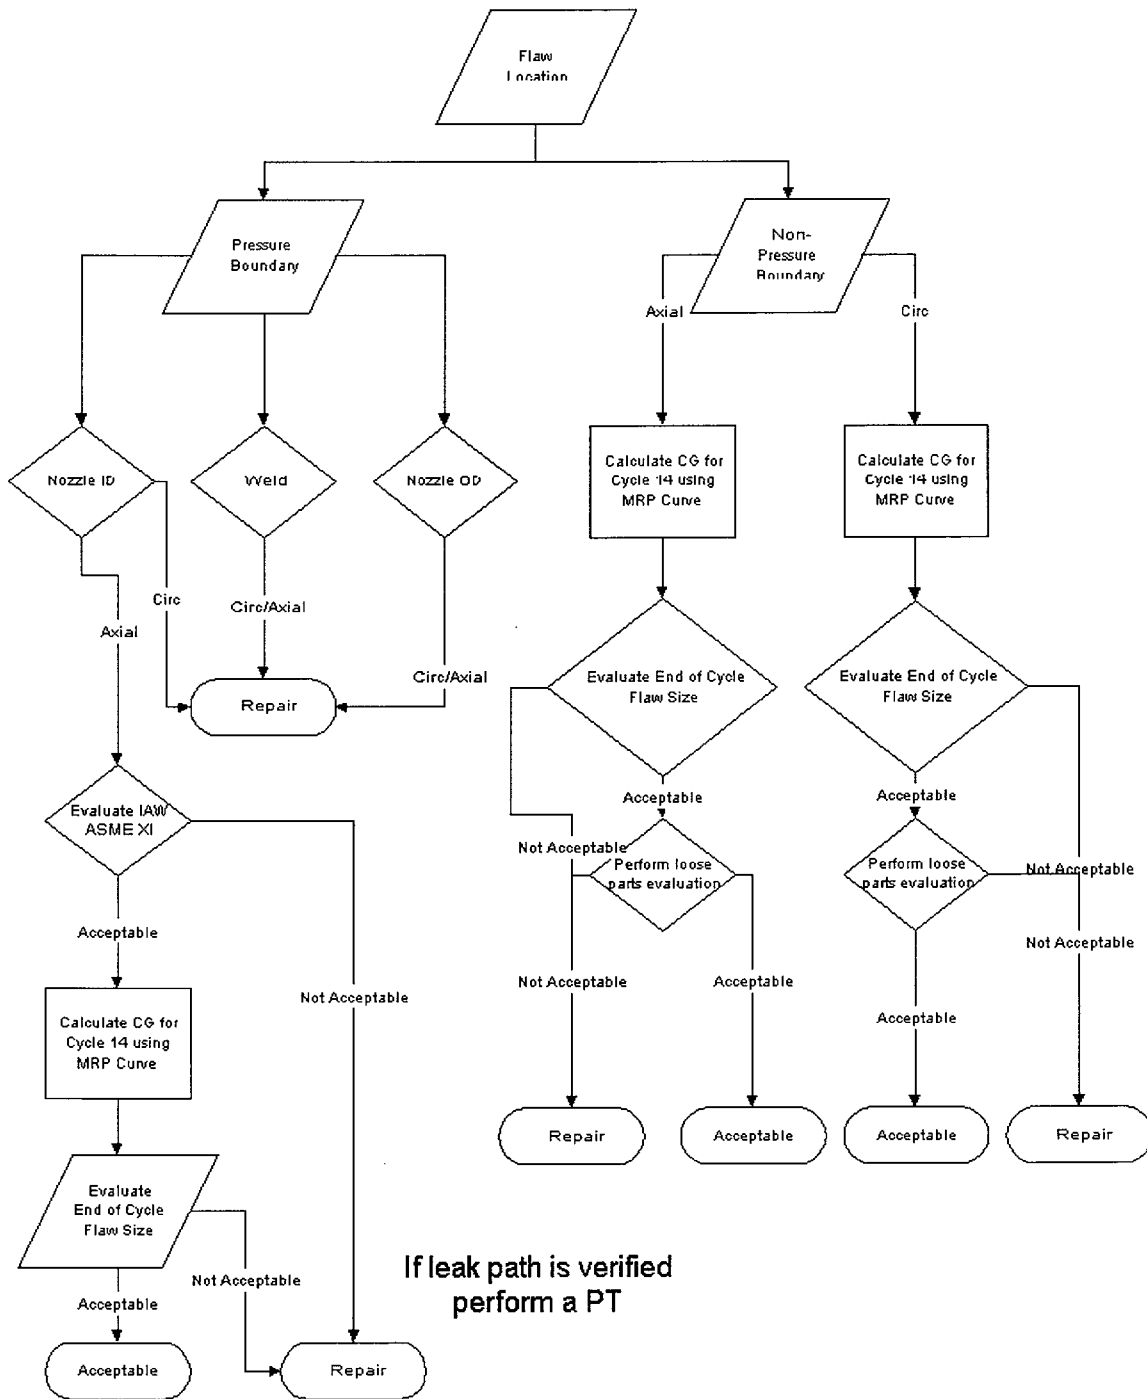 Flaw
Location
Pressure
Boundary
Non-
Pressure
Boundary
Axial
Circ
Nozzle ID
Weld
Nozzle OD
Calculate CG for
Cycle 14 using
MRP Curve
Calculate CG for
Cycle 14 using
MRP Curve
Circ
Axial
Circ/Axial
Circ/Axial
Repair
Evaluate End of Cycle
Flaw Size
Evaluate End of Cycle
Flaw Size
Acceptable
Acceptable
Evaluate IAW
ASME XI
Not Acceptable
Perform loose
parts evaluation
Perform loose
parts evaluation
Not Acceptable
Acceptable
Not Acceptable
Not Acceptable
Acceptable
Not Acceptable
Acceptable
Calculate CG for
Cycle 14 using
MRP Curve
Repair
Acceptable
Acceptable
Repair
Evaluate
End of Cycle
Flaw Size
If leak path is verified
perform a PT
Not Acceptable
Acceptable
Acceptable
Repair